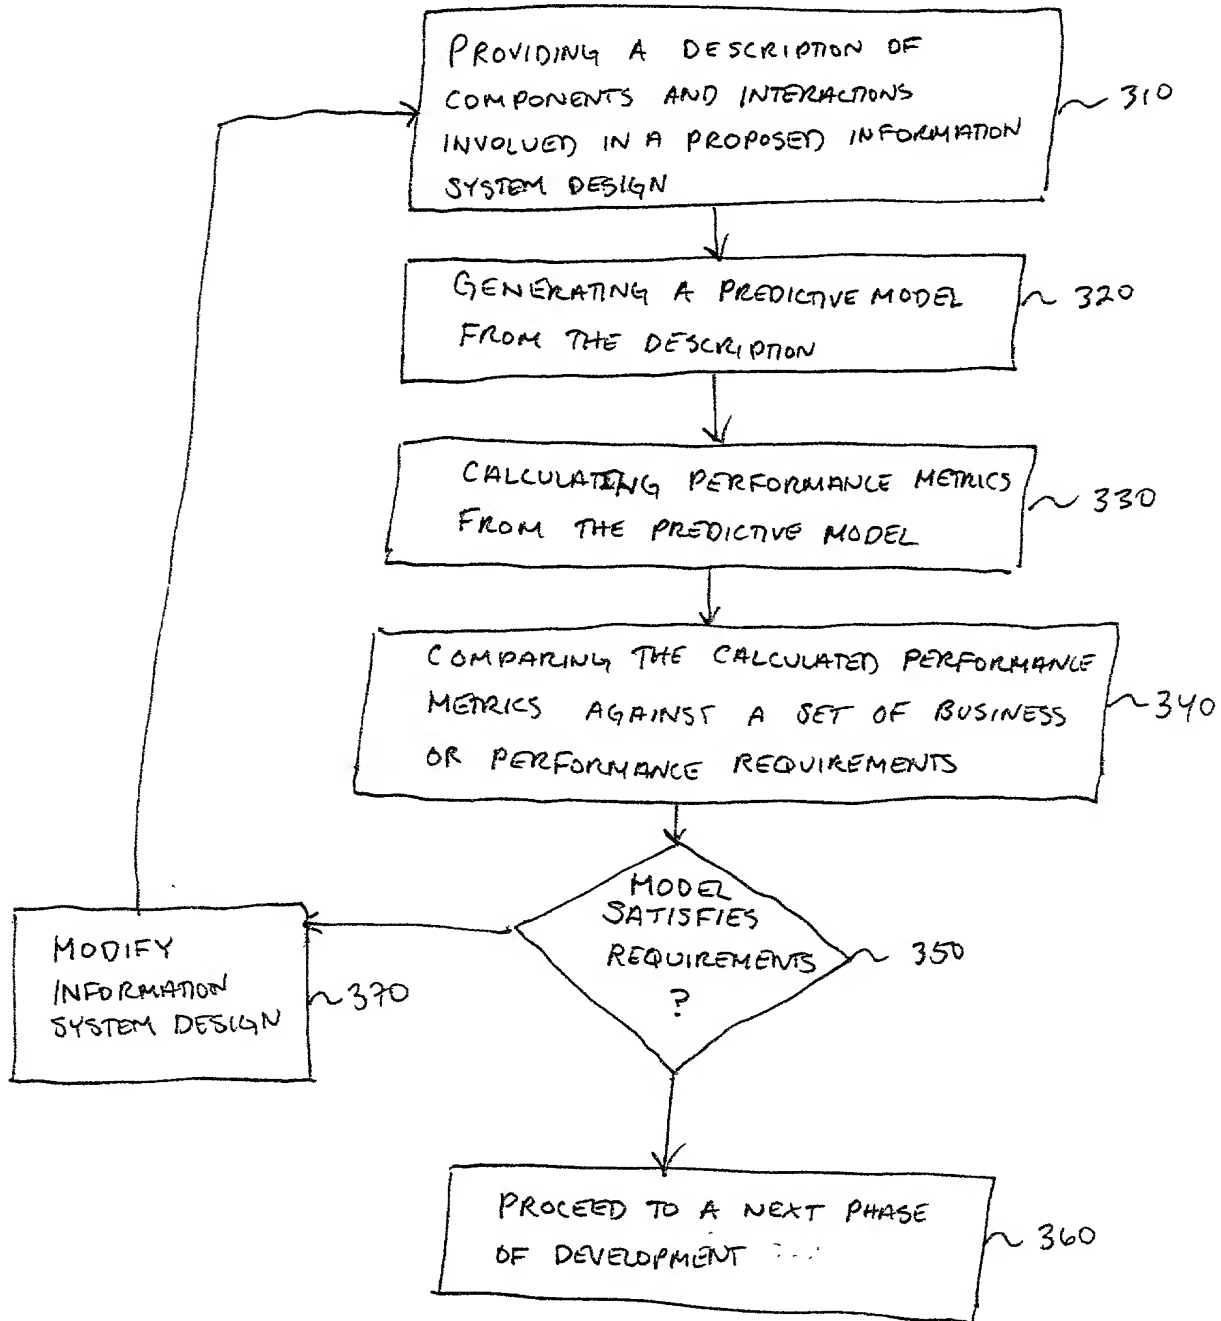 PROVIDING A DESCRIPTION OF
COMPONENTS AND INTERACTIONS
INVOLVED IN A PROPOSED INFORMATION
SYSTEM DESIGN
310
GENERATING A PREDICTIVE MODEL
FROM THE DESCRIPTION
320
CALCULATING PERFORMANCE METRICS
FROM THE PREDICTIVE MODEL
330
COMPARING THE CALCULATED PERFORMANCE
METRICS AGAINST A SET OF BUSINESS
OR PERFORMANCE REQUIREMENTS
340
MODEL
SATISFIES
REQUIREMENTS
?
350
MODIFY
INFORMATION
SYSTEM DESIGN
370
PROCEED TO A NEXT PHASE
OF DEVELOPMENT
360